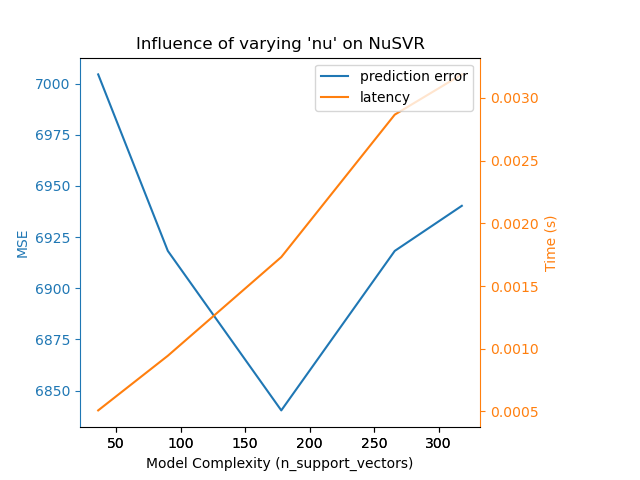 Influence of varying 'nu' on NuSVR
prediction error
latency
7000
6975
6950
6925
6900
6875
6850
MSE
0.0030
0.0025
0.0020
0.0015
0.0010
0.0005
Time (s)
50 100 150 200 250 300
Model Complexity (n_support_vectors)